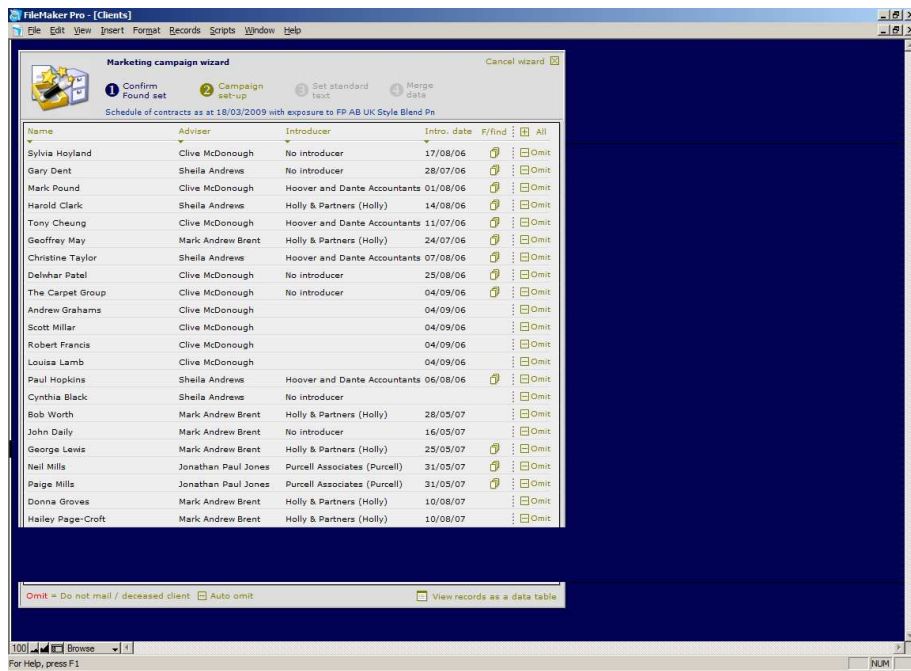 FileMaker Pro - [Clients]
File Edit View Insert Format Records Scripts Window Help
Marketing campaign wizard Cancel wizard
1 Confirm Found set 2 Campaign set-up 3 Set standard text 4 Merge data
Schedule of contracts as at 18/03/2009 with exposure to FP AB UK Style Blend Pn
Name Adviser Introducer Intro. date F/find All
Sylvia Hoyland Clive McDonough No introducer 17/08/06 Omit
Gary Dent Sheila Andrews No introducer 28/07/06 Omit
Mark Pound Clive McDonough Hoover and Dante Accountants 01/08/06 Omit
Harold Clark Sheila Andrews Holly & Partners (Holly) 14/08/06 Omit
Tony Cheung Clive McDonough Hoover and Dante Accountants 11/07/06 Omit
Geoffrey May Mark Andrew Brent Holly & Partners (Holly) 24/07/06 Omit
Christine Taylor Sheila Andrews Hoover and Dante Accountants 07/08/06 Omit
Delwhar Patel Clive McDonough No introducer 25/08/06 Omit
The Carpet Group Clive McDonough No introducer 04/09/06 Omit
Andrew Grahams Clive McDonough 04/09/06 Omit
Scott Millar Clive McDonough 04/09/06 Omit
Robert Francis Clive McDonough 04/09/06 Omit
Louisa Lamb Clive McDonough 04/09/06 Omit
Paul Hopkins Sheila Andrews Hoover and Dante Accountants 06/08/06 Omit
Cynthia Black Sheila Andrews No introducer Omit
Bob Worth Mark Andrew Brent Holly & Partners (Holly) 28/05/07 Omit
John Daily Mark Andrew Brent No introducer 16/05/07 Omit
George Lewis Mark Andrew Brent Holly & Partners (Holly) 25/05/07 Omit
Neil Mills Jonathan Paul Jones Purcell Associates (Purcell) 31/05/07 Omit
Paige Mills Jonathan Paul Jones Purcell Associates (Purcell) 31/05/07 Omit
Donna Groves Mark Andrew Brent Holly & Partners (Holly) 10/08/07 Omit
Hailey Page-Croft Mark Andrew Brent Holly & Partners (Holly) 10/08/07 Omit
Omit = Do not mail / deceased client Auto omit View records as a data table
100 Browse
For Help, press F1 NUM